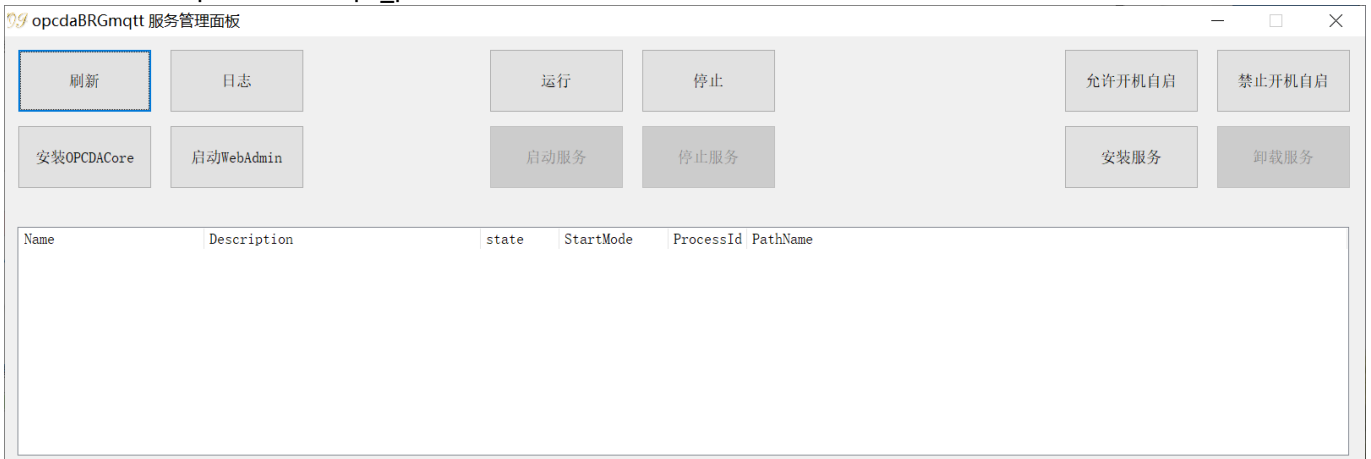 opcdaBRGmqtt 服务管理面板
刷新 日志 运行 停止 允许开机自启 禁止开机自启
安装OPCDACore 启动WebAdmin 启动服务 停止服务 安装服务 卸载服务
Name Description state StartMode ProcessId PathName